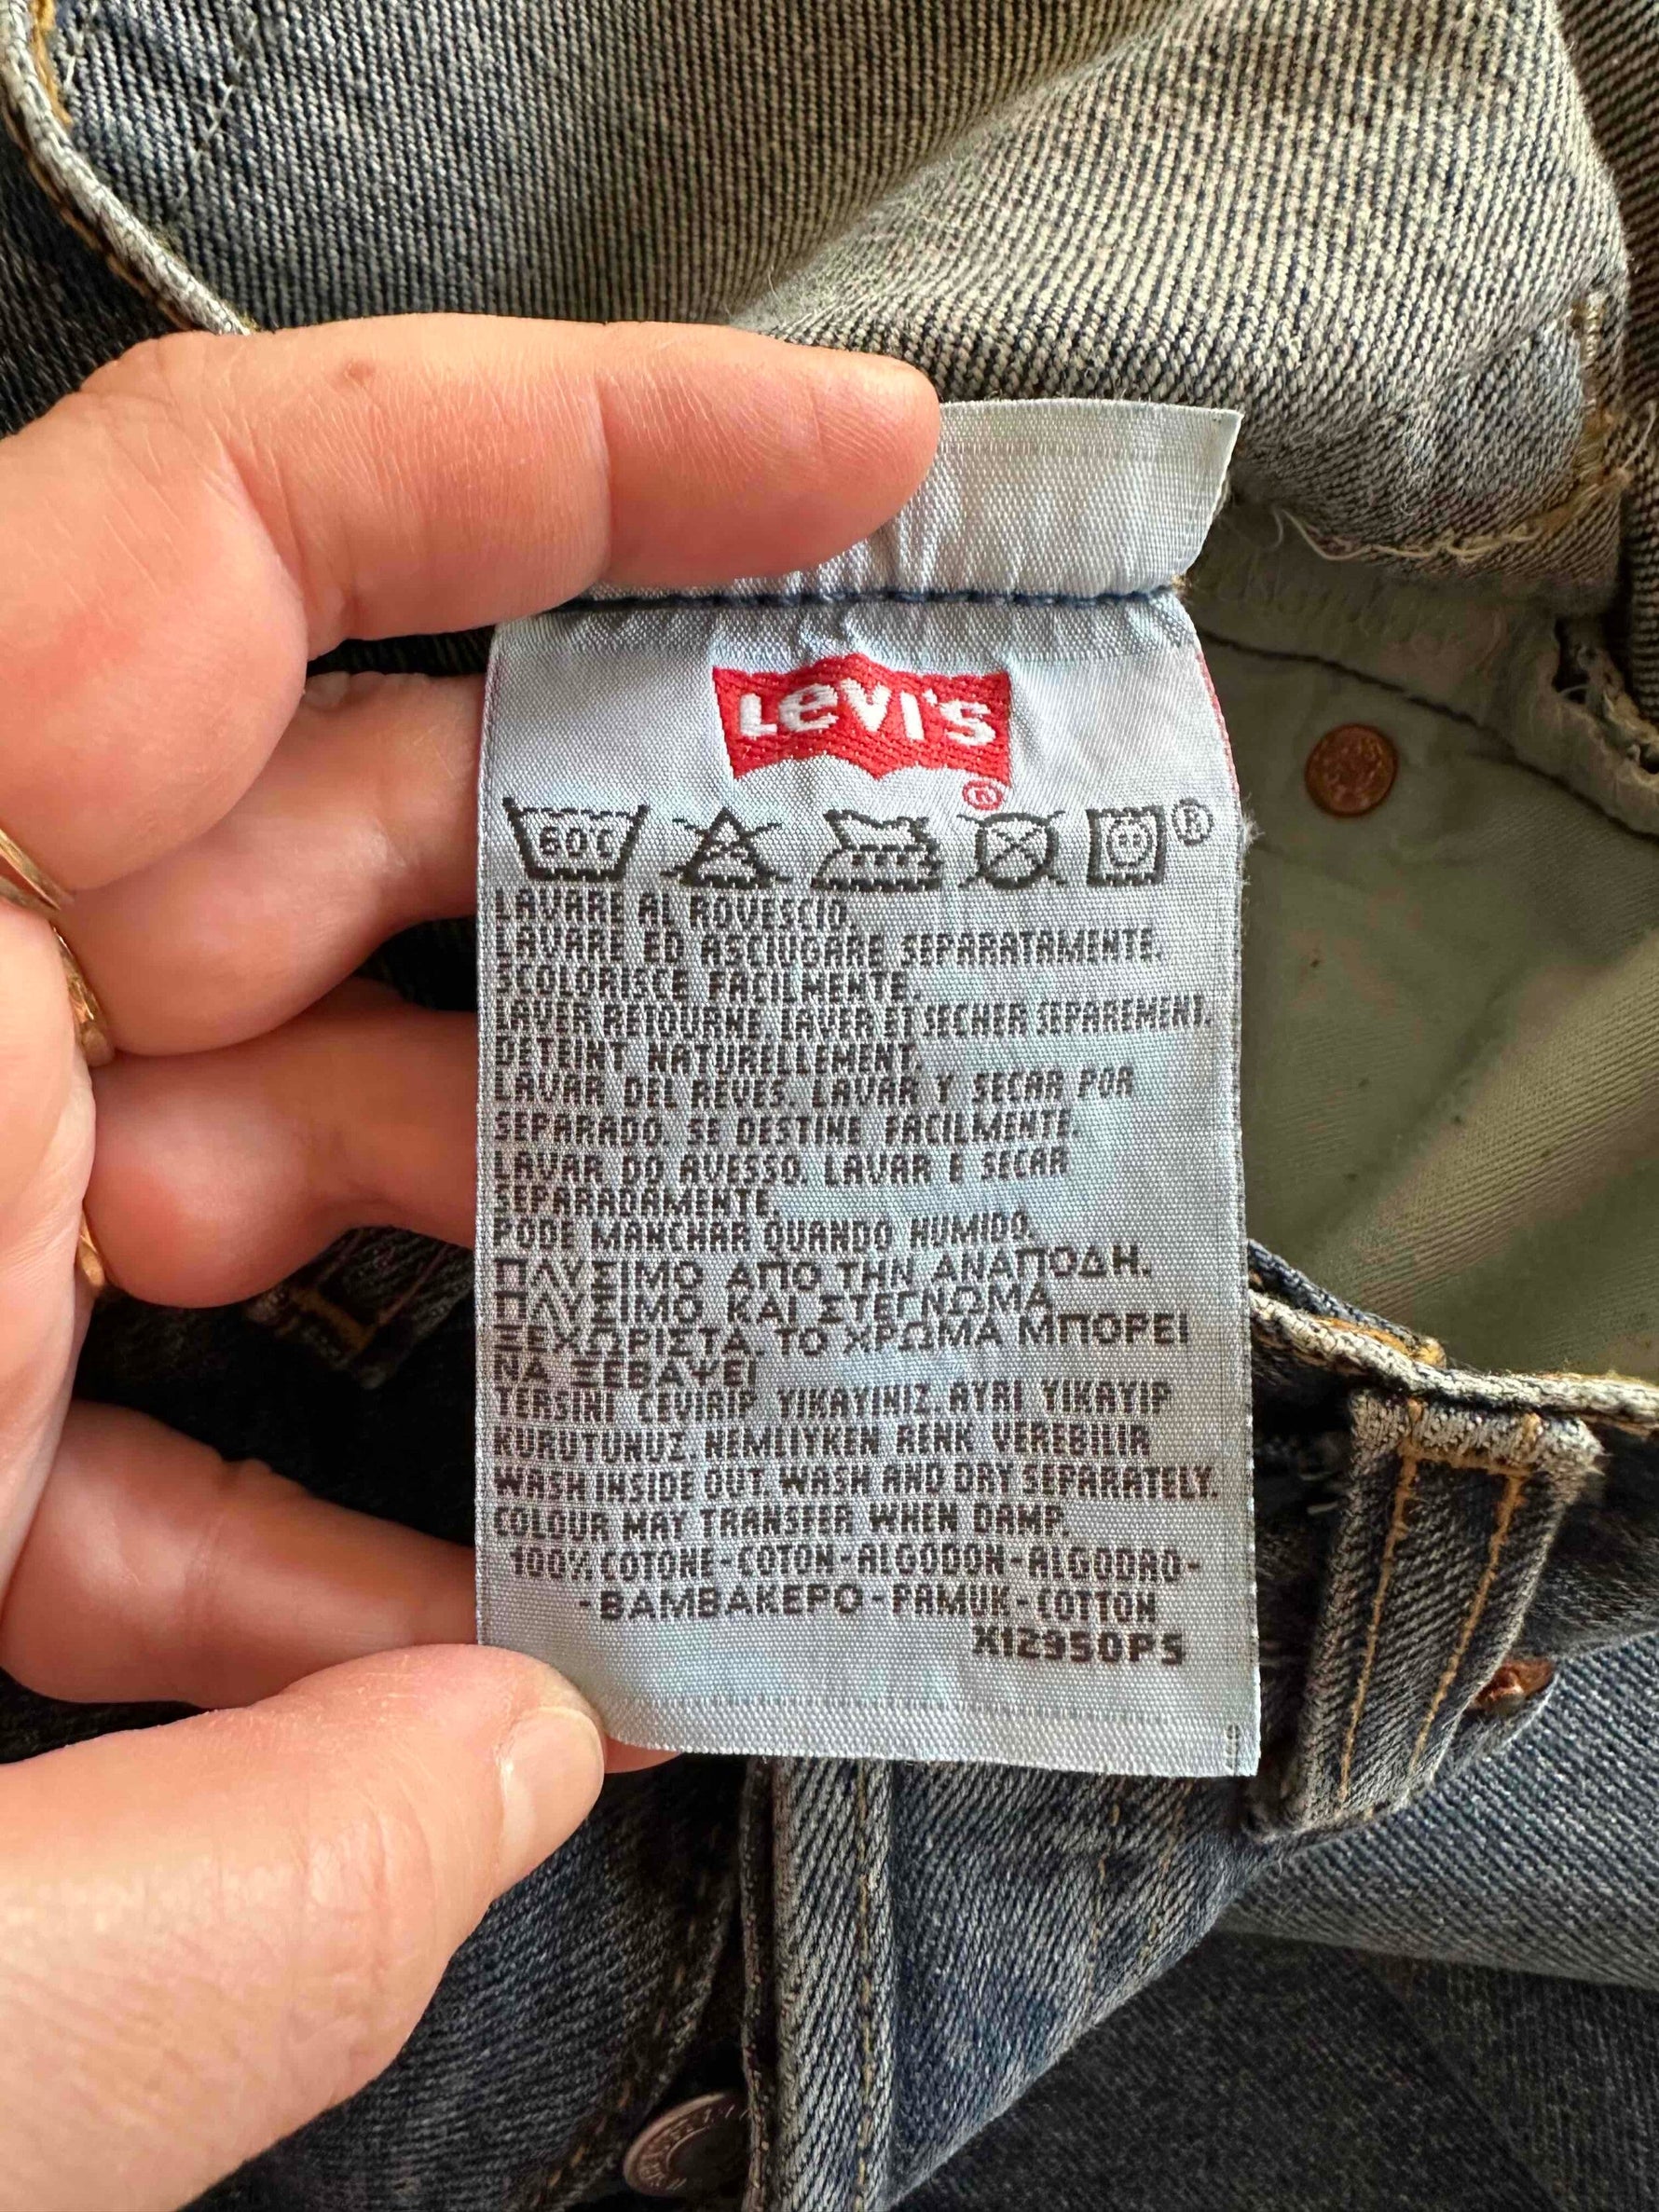 Levi's
®
60°C ®
LAVARE AL ROVESCIO.
LAVARE ED ASCIUGARE SEPARATAMENTE.
SCOLORISCE FACILMENTE.
LAVER RETOURNE. LAVER ET SECHER SEPAREMENT.
DETEINT NATURELLEMENT.
LAVAR DEL REVES. LAVAR Y SECAR POR
SEPARADO. SE DESTINE FACILMENTE.
LAVAR DO AVESSO. LAVAR E SECAR
SEPARADAMENTE.
PODE MANCHAR QUANDO HUMIDO.
ΠΛΥΣΙΜΟ ΑΠΟ ΤΗΝ ΑΝΑΠΟΔΗ.
ΠΛΥΣΙΜΟ ΚΑΙ ΣΤΕΓΝΩΜΑ
ΞΕΧΩΡΙΣΤΑ. ΤΟ ΧΡΩΜΑ ΜΠΟΡΕΙ
ΝΑ ΞΕΒΑΨΕΙ
TERSINI CEVIRIP YIKAYINIZ. AYRI YIKAYIP
KURUTUNUZ. NEMLIYKEN RENK VEREBILIR
WASH INSIDE OUT. WASH AND DRY SEPARATELY.
COLOUR MAY TRANSFER WHEN DAMP.
100% COTONE-COTON-ALGODON-ALGODAO-
-ΒΑΜΒΑΚΕΡΟ-PAMUK-COTTON
X12950PS